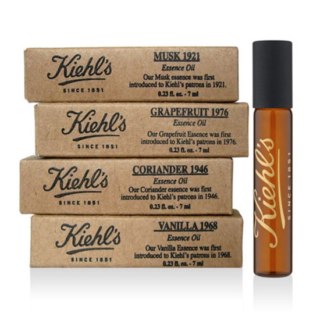 Kiehl's
SINCE 1851
MUSK 1921
Essence Oil
Our Musk essence was first
introduced to Kiehl's patrons in 1921.
0.23 fl. oz. - 7 ml
Kiehl's
SINCE 1851
GRAPEFRUIT 1976
Essence Oil
Our Grapefruit Essence was first
introduced to Kiehl's patrons in 1976.
0.23 fl. oz. - 7 ml
Kiehl's
SINCE 1851
CORIANDER 1946
Essence Oil
Our Coriander essence was first
introduced to Kiehl's patrons in 1946.
0.23 fl. oz. - 7 ml
Kiehl's
SINCE 1851
VANILLA 1968
Essence Oil
Our Vanilla Essence was first
introduced to Kiehl's patrons in 1968.
0.23 fl. oz. - 7 ml
Kiehl's
SINCE 1851